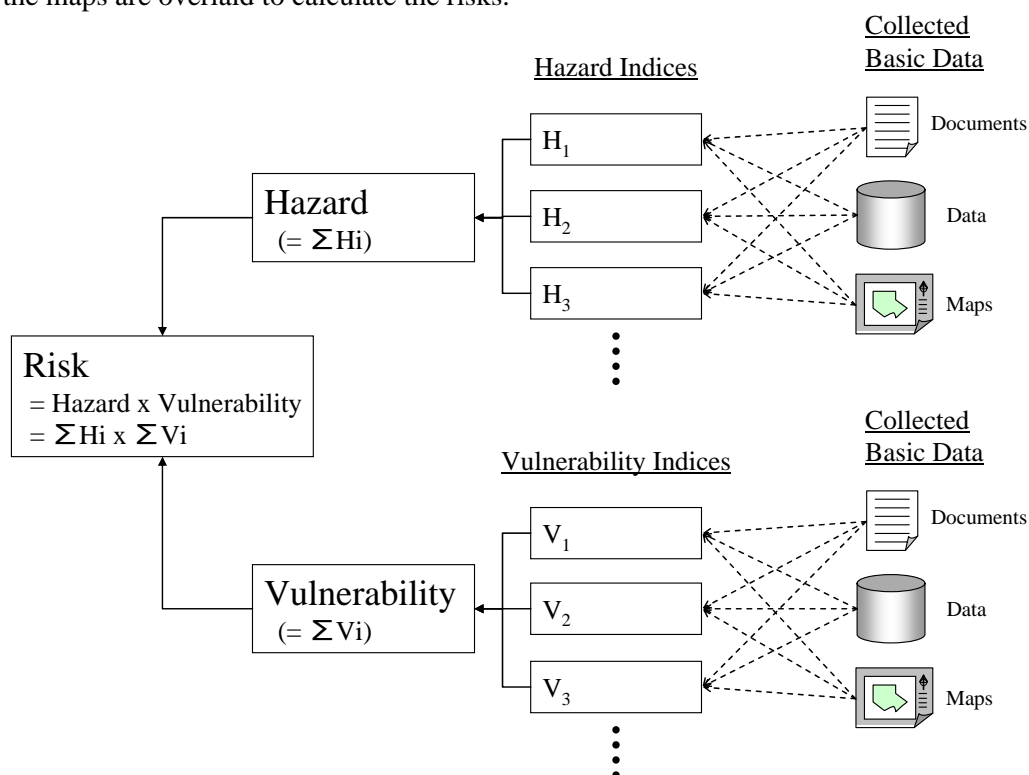 the maps are overlaid to calculate the risks.
Collected
Basic Data
Hazard Indices
Documents
H1
Hazard
(= ΣHi)
H2
Data
H3
Maps
Risk
= Hazard x Vulnerability
= ΣHi x ΣVi
Collected
Basic Data
Vulnerability Indices
Documents
V1
Vulnerability
(= ΣVi)
V2
Data
V3
Maps